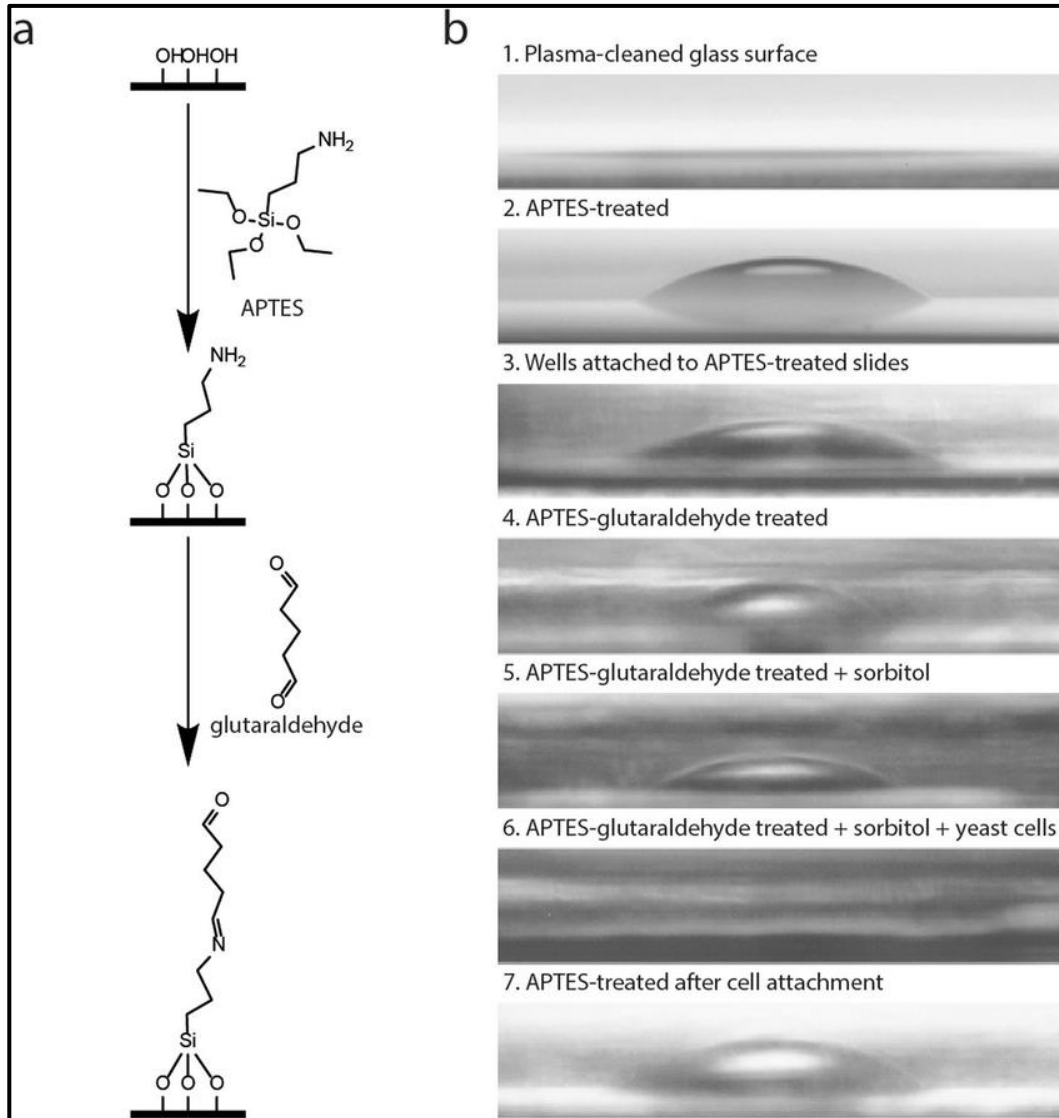 a
OHOHOH
NH2
O
Si
O
O
APTES
NH2
Si
O O O
O
O
glutaraldehyde
O
N
Si
O O O
b
1. Plasma-cleaned glass surface
2. APTES-treated
3. Wells attached to APTES-treated slides
4. APTES-glutaraldehyde treated
5. APTES-glutaraldehyde treated + sorbitol
6. APTES-glutaraldehyde treated + sorbitol + yeast cells
7. APTES-treated after cell attachment